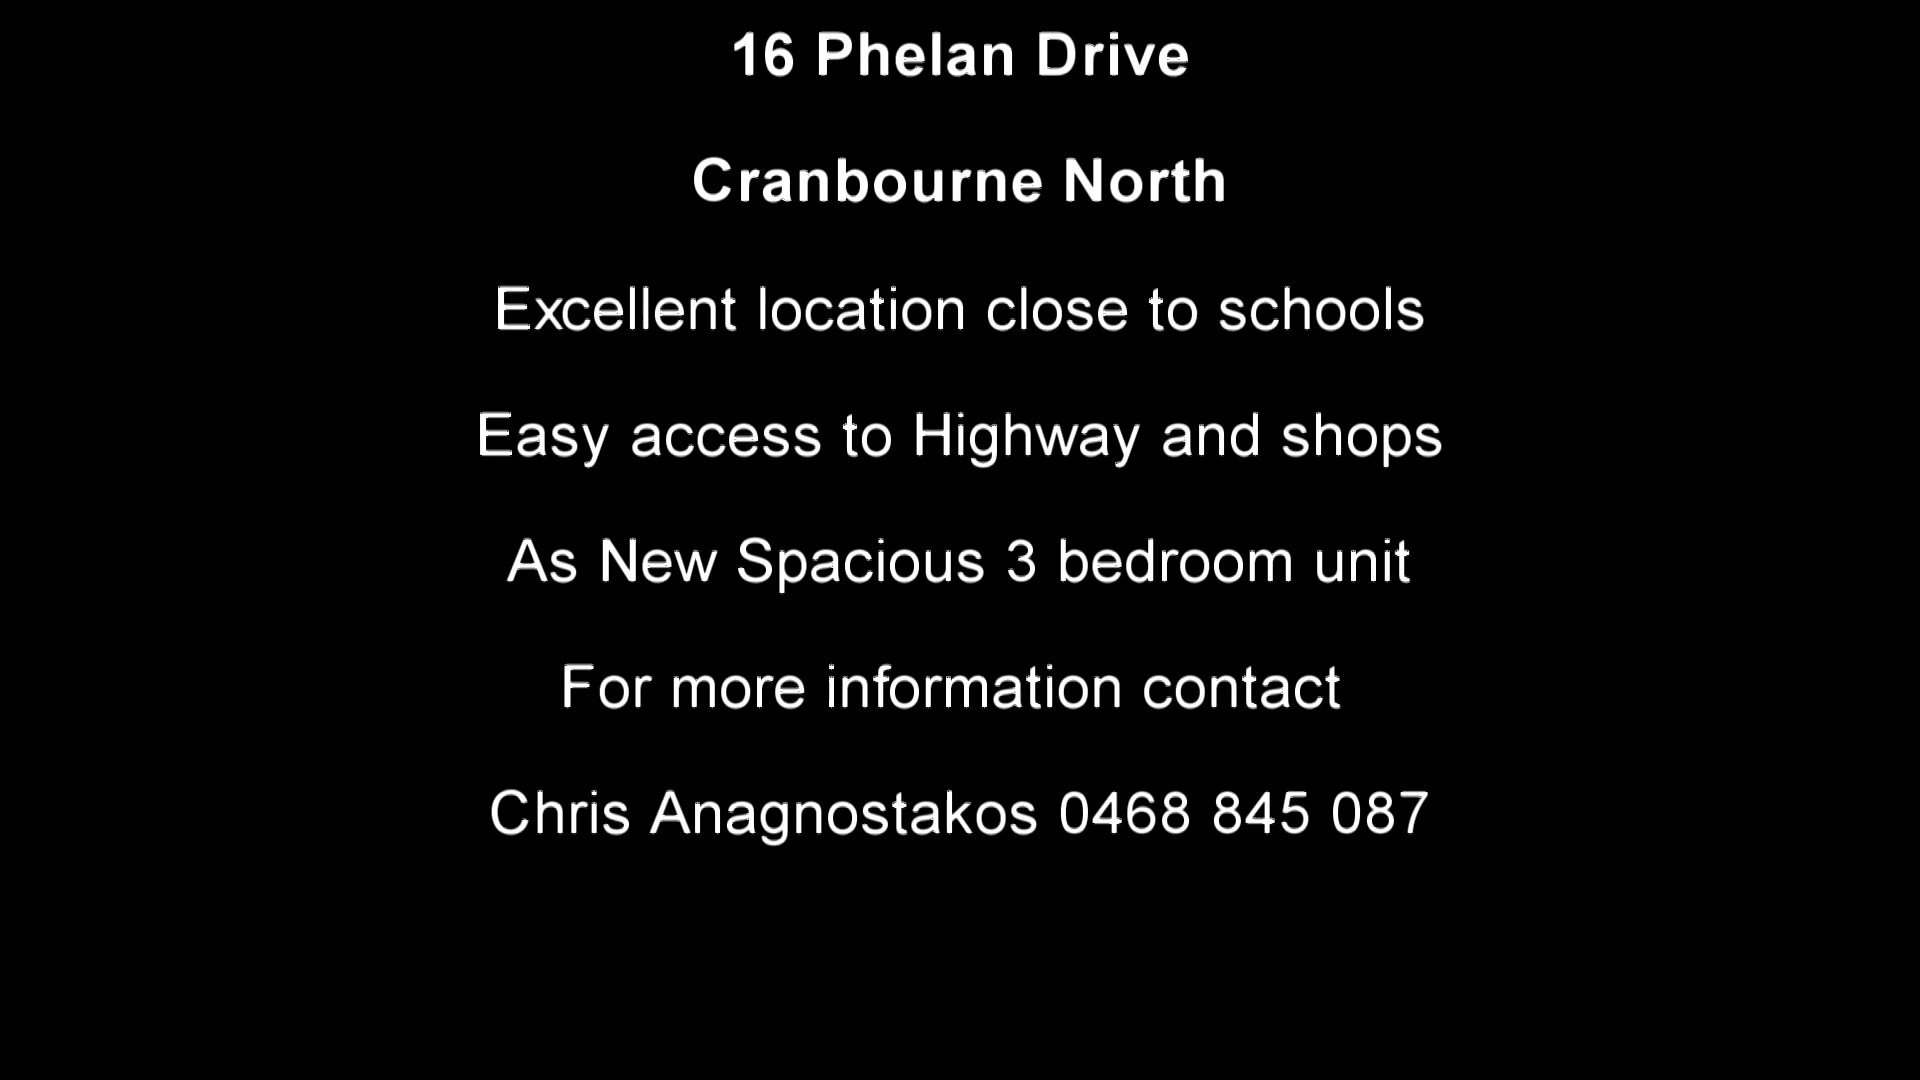 16 Phelan Drive
Cranbourne North
Excellent location close to schools
Easy access to Highway and shops
As New Spacious 3 bedroom unit
For more information contact
Chris Anagnostakos 0468 845 087